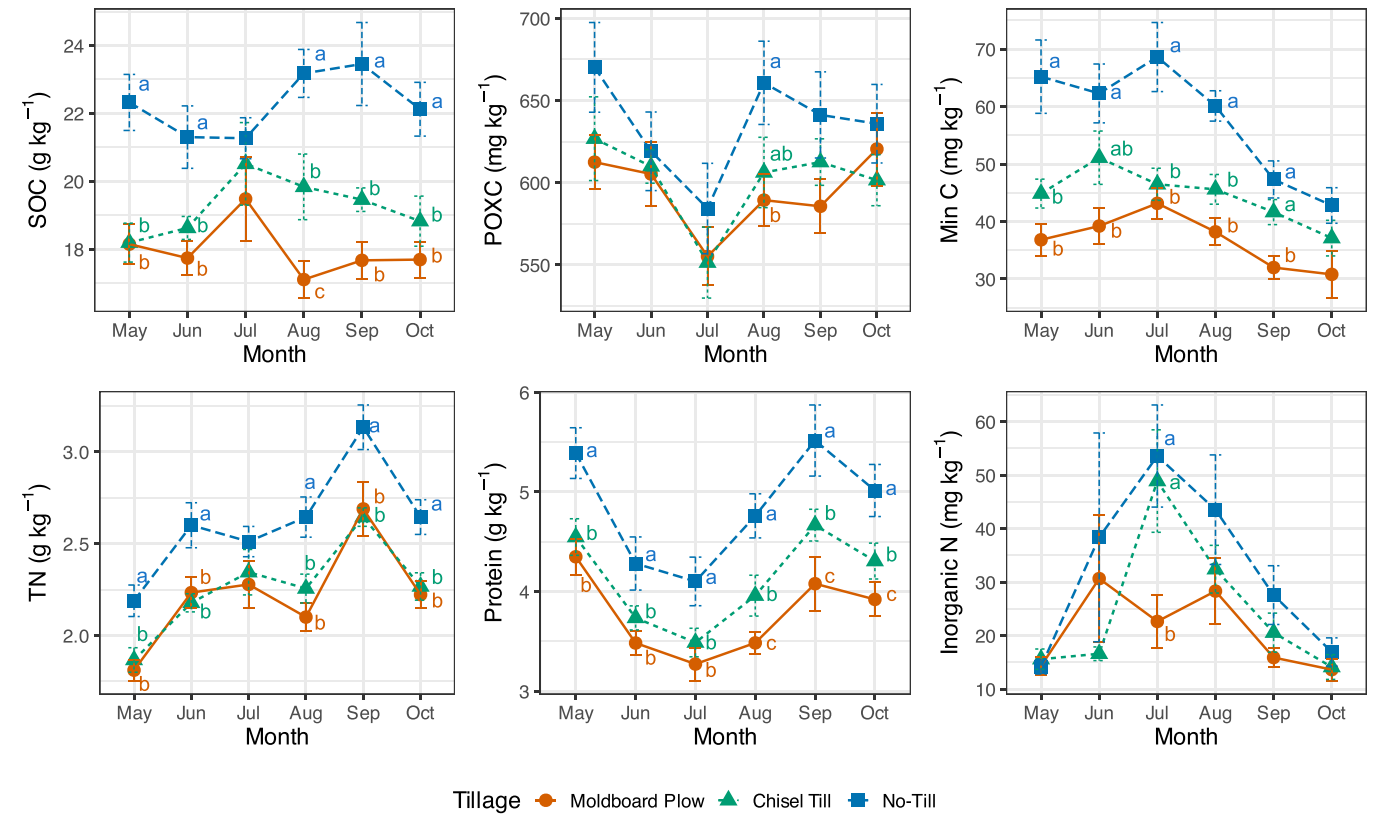 SOC (g kg⁻¹)
24
22
20
18
a
a
a
a
a
b
b
b
b
b
b
b
c
b
b
May Jun Jul Aug Sep Oct
Month
POXC (mg kg⁻¹)
700
650
600
550
a
ab
b
May Jun Jul Aug Sep Oct
Month
Min C (mg kg⁻¹)
70
60
50
40
30
a
a
a
a
a
b
ab
b
b
a
b
b
b
b
b
May Jun Jul Aug Sep Oct
Month
TN (g kg⁻¹)
3.0
2.5
2.0
a
a
a
a
a
b
b
b
b
b
b
b
b
b
b
May Jun Jul Aug Sep Oct
Month
Protein (g kg⁻¹)
6
5
4
3
a
a
a
a
a
a
b
b
b
b
b
b
b
b
b
c
c
c
May Jun Jul Aug Sep Oct
Month
Inorganic N (mg kg⁻¹)
60
50
40
30
20
10
a
a
b
May Jun Jul Aug Sep Oct
Month
Tillage Moldboard Plow Chisel Till No-Till